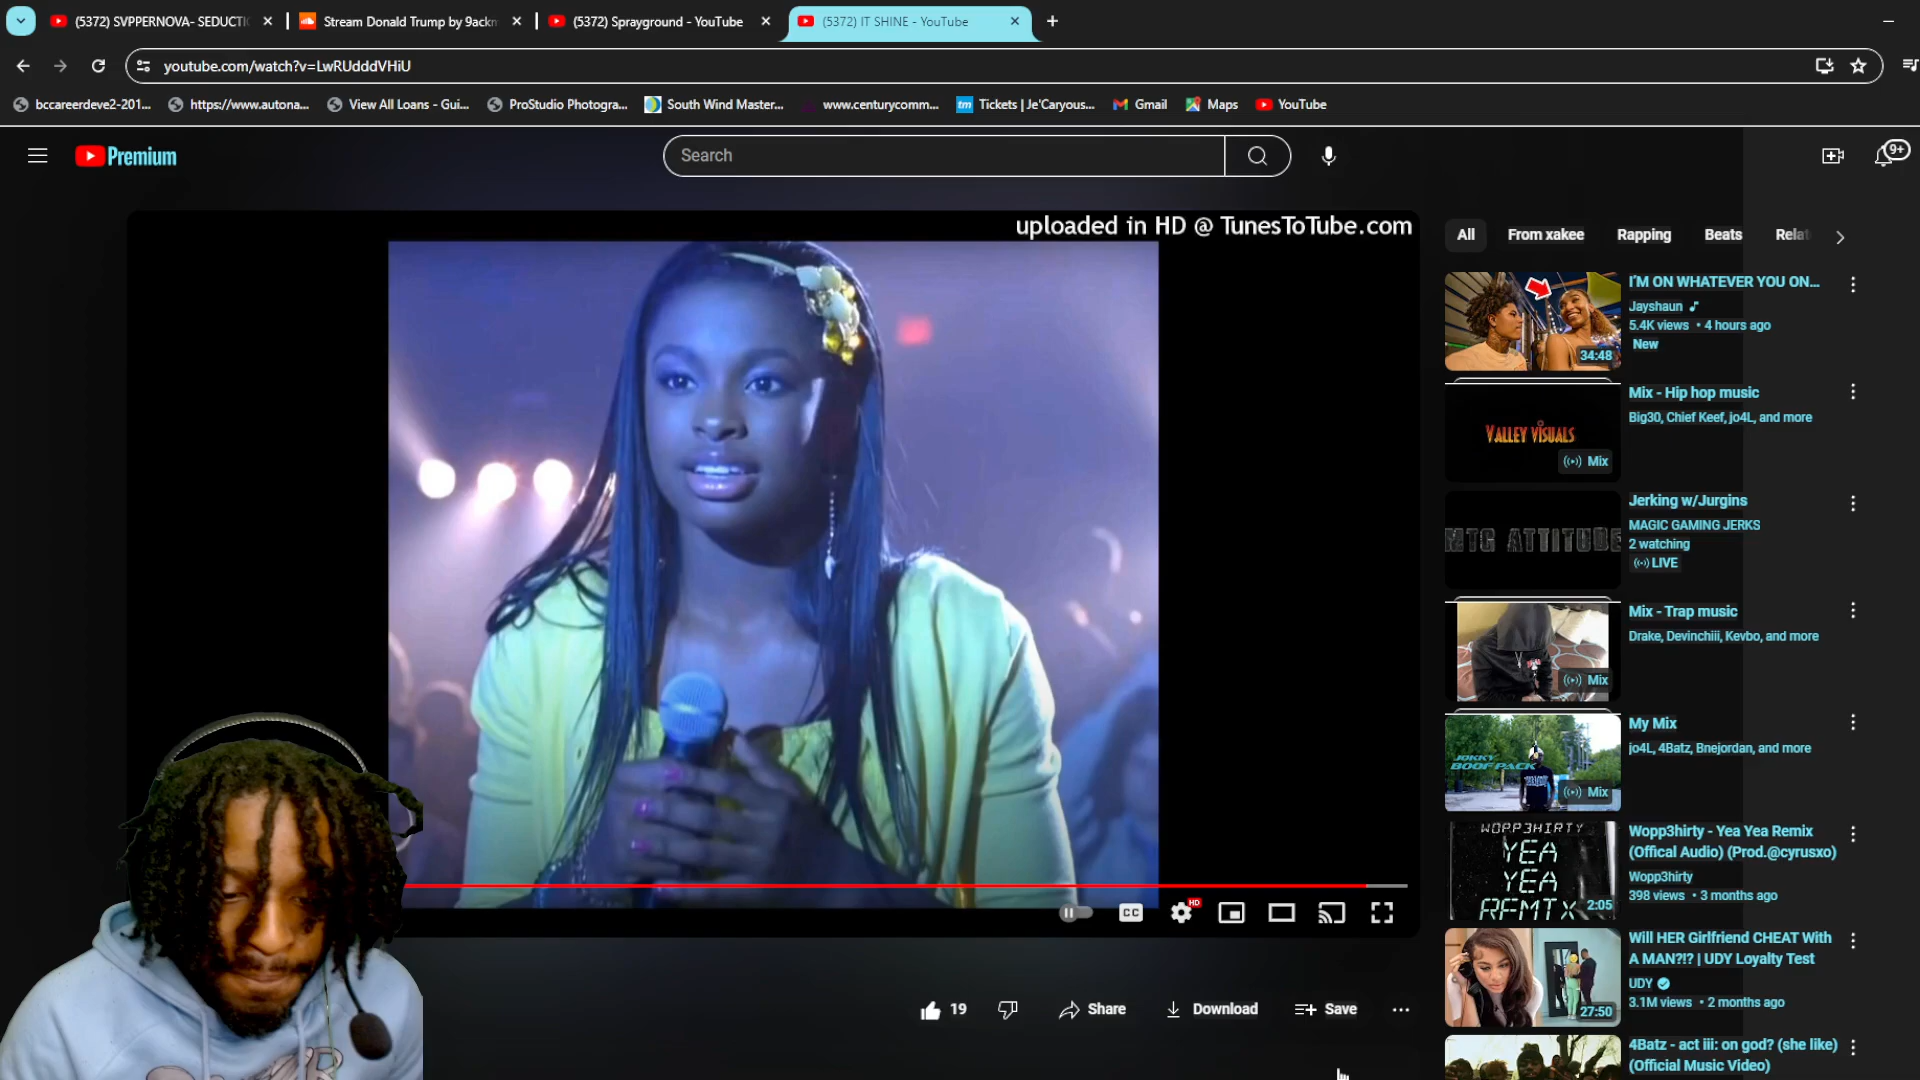 (5372) SVPPERNOVA- SEDUCTI
Stream Donald Trump by 9ackm
(5372) Sprayground - YouTube
(5372) IT SHINE - YouTube
youtube.com/watch?v=LwRUdddVHiU
bccareerdeve2-201...
https://www.autona...
View All Loans - Gui...
ProStudio Photogra...
South Wind Master...
www.centurycomm...
tm
Tickets | Je'Caryous...
Gmail
Maps
YouTube
Premium
Search
9+
uploaded in HD @ TunesToTube.com
All
From xakee
Rapping
Beats
Relat
I'M ON WHATEVER YOU ON...
Jayshaun
5.4K views • 4 hours ago
New
34:48
VALLEY VISUALS
Mix
Mix - Hip hop music
Big30, Chief Keef, jo4L, and more
MTG ATTITUDE
Jerking w/Jurgins
MAGIC GAMING JERKS
2 watching
LIVE
Mix
Mix - Trap music
Drake, Devinchiii, Kevbo, and more
JOKKY
BOOF PACK
Mix
My Mix
jo4L, 4Batz, Bnejordan, and more
WOPP3HIRTY
YEA
YEA
REMIX
2:05
Wopp3hirty - Yea Yea Remix
(Offical Audio) (Prod.@cyrusxo)
Wopp3hirty
398 views • 3 months ago
27:50
Will HER Girlfriend CHEAT With
A MAN?!? | UDY Loyalty Test
UDY
3.1M views • 2 months ago
4Batz - act iii: on god? (she like)
(Official Music Video)
CC
HD
19
Share
Download
Save